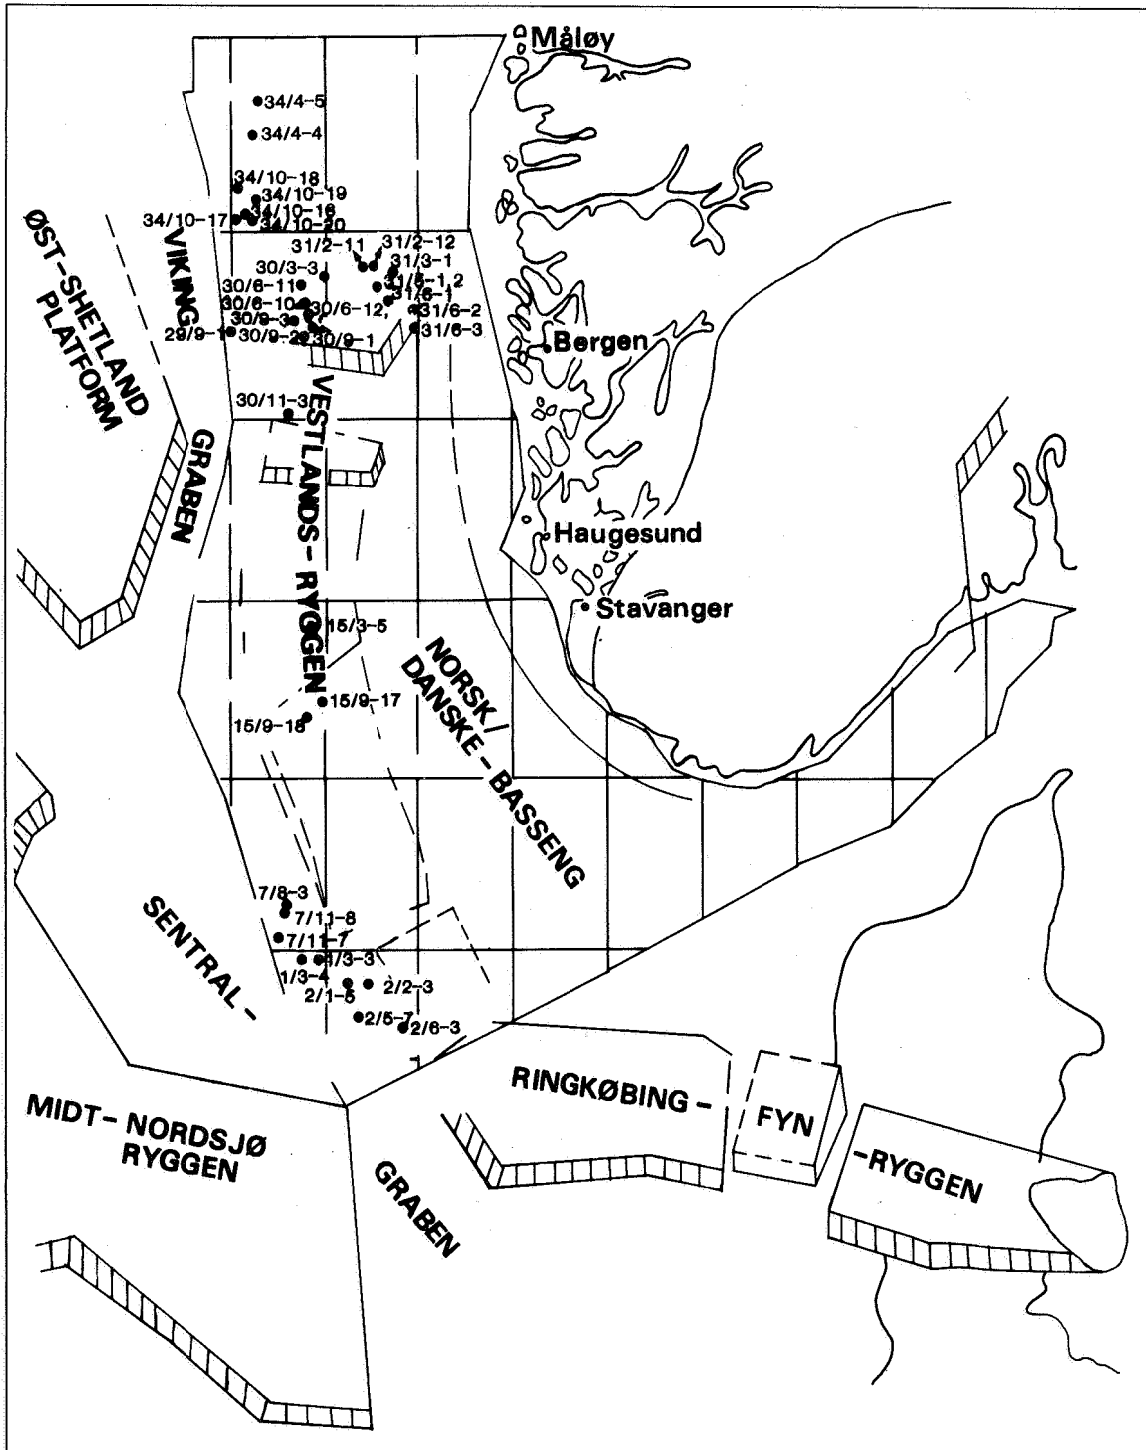 Måløy
34/4-5
34/4-4
34/10-18
34/10-19
34/10-16
34/10-17
34/10-20
ØST-SHETLAND
PLATFORM
VIKING
GRABEN
31/2-11
31/2-12
30/3-3
31/3-1
30/6-11
31/5-1,2
31/6-1
30/6-10
30/6-12,
31/6-2
30/9-3
31/6-3
29/9-1
30/9-2
30/9-1
Bergen
30/11-3
VESTLANDS-RYGGEN
Haugesund
Stavanger
15/3-5
NORSK/
DANSKE-BASSENG
15/9-17
15/9-18
7/8-3
7/11-8
7/11-7
1/3-4
2/1-5
2/2-3
2/5-7
2/6-3
SENTRAL-
GRABEN
MIDT-NORDSJØ
RYGGEN
RINGKØBING-
FYN
-RYGGEN